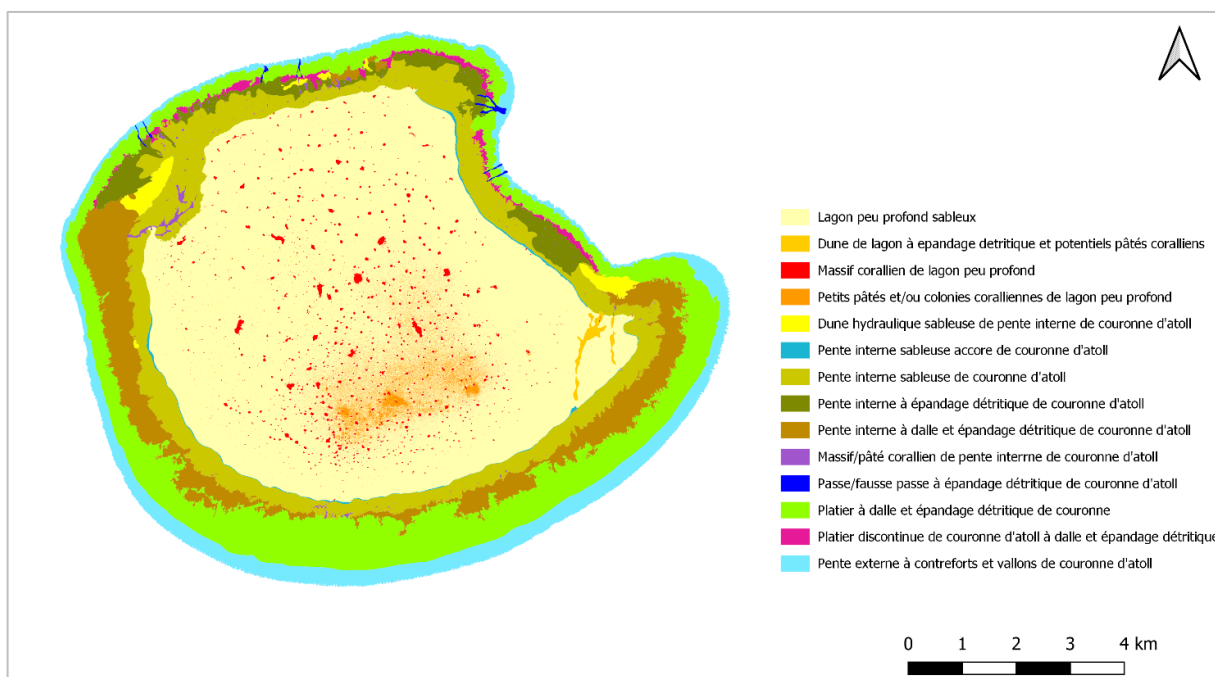 Lagon peu profond sableux
Dune de lagon à epandage detritique et potentiels pâtés coralliens
Massif corallien de lagon peu profond
Petits pâtés et/ou colonies coralliennes de lagon peu profond
Dune hydraulique sableuse de pente interne de couronne d'atoll
Pente interne sableuse accore de couronne d'atoll
Pente interne sableuse de couronne d'atoll
Pente interne à épandage détritique de couronne d'atoll
Pente interne à dalle et épandage détritique de couronne d'atoll
Massif/pâté corallien de pente interrne de couronne d'atoll
Passe/fausse passe à épandage détritique de couronne d'atoll
Platier à dalle et épandage détritique de couronne
Platier discontinue de couronne d'atoll à dalle et épandage détritique
Pente externe à contreforts et vallons de couronne d'atoll
0 1 2 3 4 km